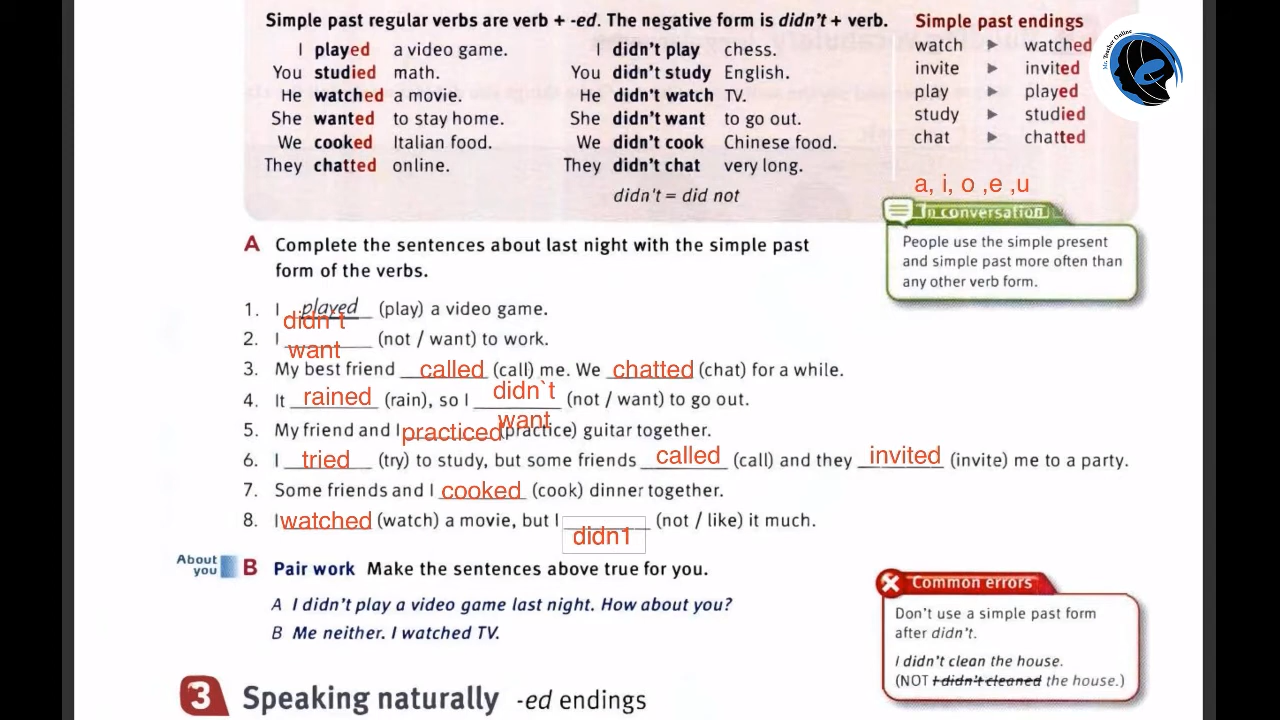 Simple past regular verbs are verb + -ed. The negative form is didn't + verb.
I played a video game.
You studied math.
He watched a movie.
She wanted to stay home.
We cooked Italian food.
They chatted online.
I didn't play chess.
You didn't study English.
He didn't watch TV.
She didn't want to go out.
We didn't cook Chinese food.
They didn't chat very long.
didn't = did not
Simple past endings
watch ▶ watched
invite ▶ invited
play ▶ played
study ▶ studied
chat ▶ chatted
a, i, o ,e ,u
In conversation
People use the simple present
and simple past more often than
any other verb form.
A Complete the sentences about last night with the simple past
form of the verbs.
1. I played (play) a video game.
2. I didn`t want (not / want) to work.
3. My best friend called (call) me. We chatted (chat) for a while.
4. It rained (rain), so I didn`t want (not / want) to go out.
5. My friend and I practiced (practice) guitar together.
6. I tried (try) to study, but some friends called (call) and they invited (invite) me to a party.
7. Some friends and I cooked (cook) dinner together.
8. I watched (watch) a movie, but I didn1 (not / like) it much.
About
you
B Pair work Make the sentences above true for you.
A I didn't play a video game last night. How about you?
B Me neither. I watched TV.
Common errors
Don't use a simple past form
after didn't.
I didn't clean the house.
(NOT I didn't cleaned the house.)
3 Speaking naturally -ed endings